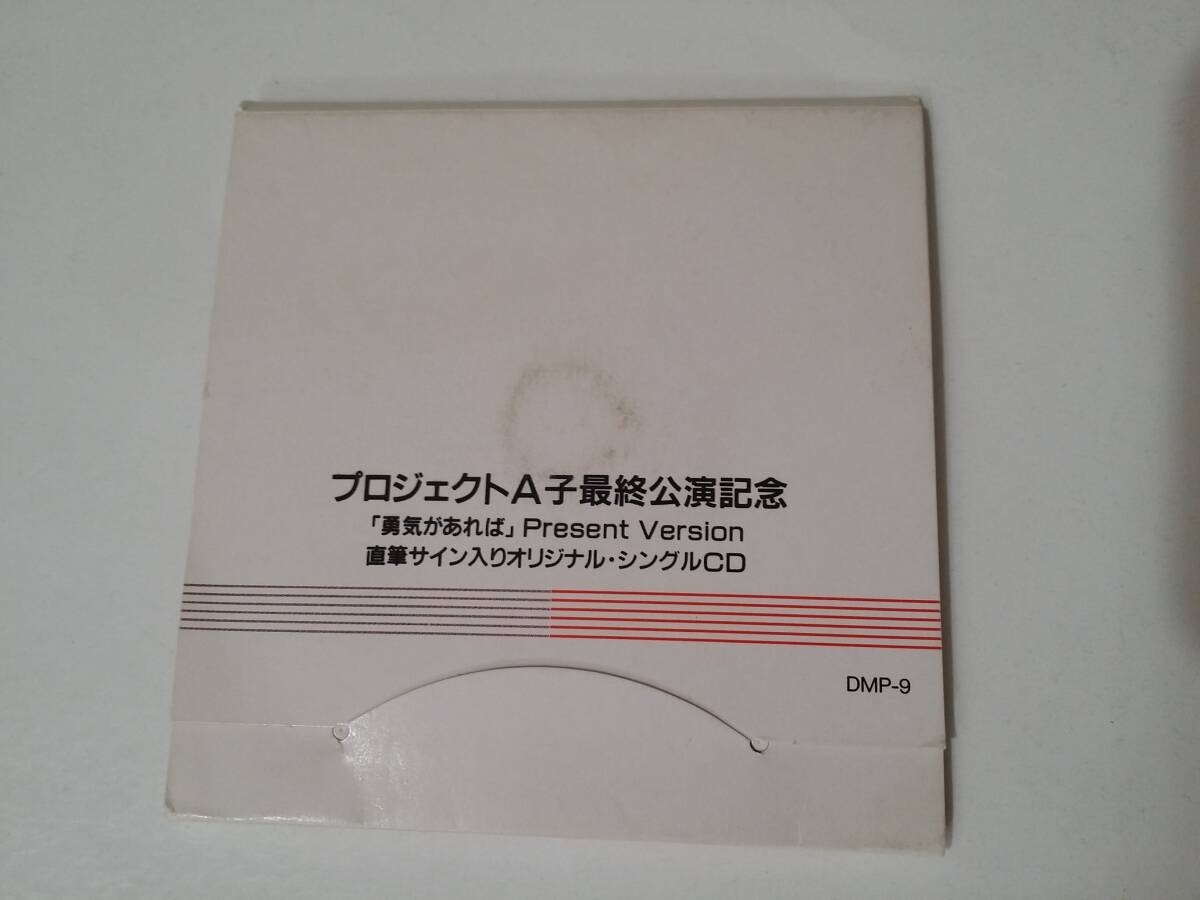 プロジェクトA子最終公演記念
「勇気があれば」Present Version
直筆サイン入りオリジナル・シングルCD
DMP-9